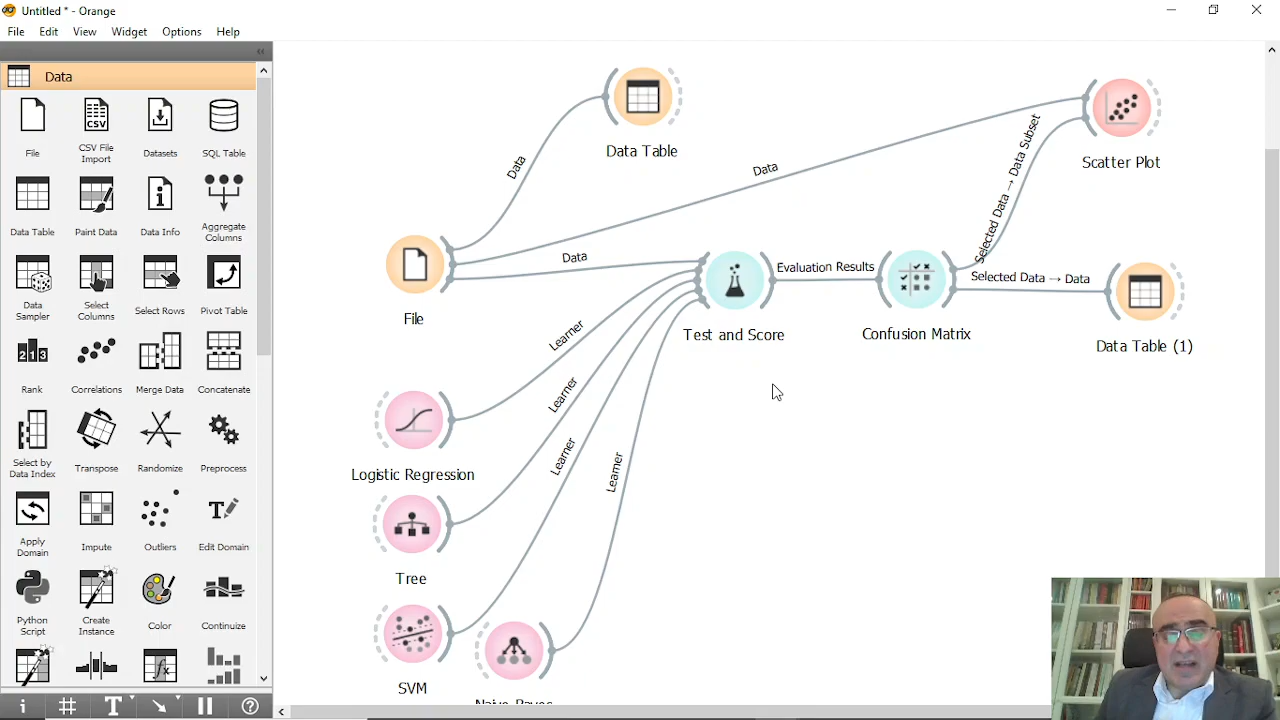 Untitled * - Orange
File Edit View Widget Options Help
Data
File
CSV File
Import
Datasets
SQL Table
Data Table
Paint Data
Data Info
Aggregate
Columns
Data
Sampler
Select
Columns
Select Rows
Pivot Table
Rank
Correlations
Merge Data
Concatenate
Select by
Data Index
Transpose
Randomize
Preprocess
Apply
Domain
Impute
Outliers
Edit Domain
Python
Script
Create
Instance
Color
Continuize
Data Table
Data
Data
Data
File
Scatter Plot
Selected Data → Data Subset
Test and Score
Evaluation Results
Confusion Matrix
Selected Data → Data
Data Table (1)
Learner
Learner
Learner
Learner
Logistic Regression
Tree
SVM
Naive Bayes